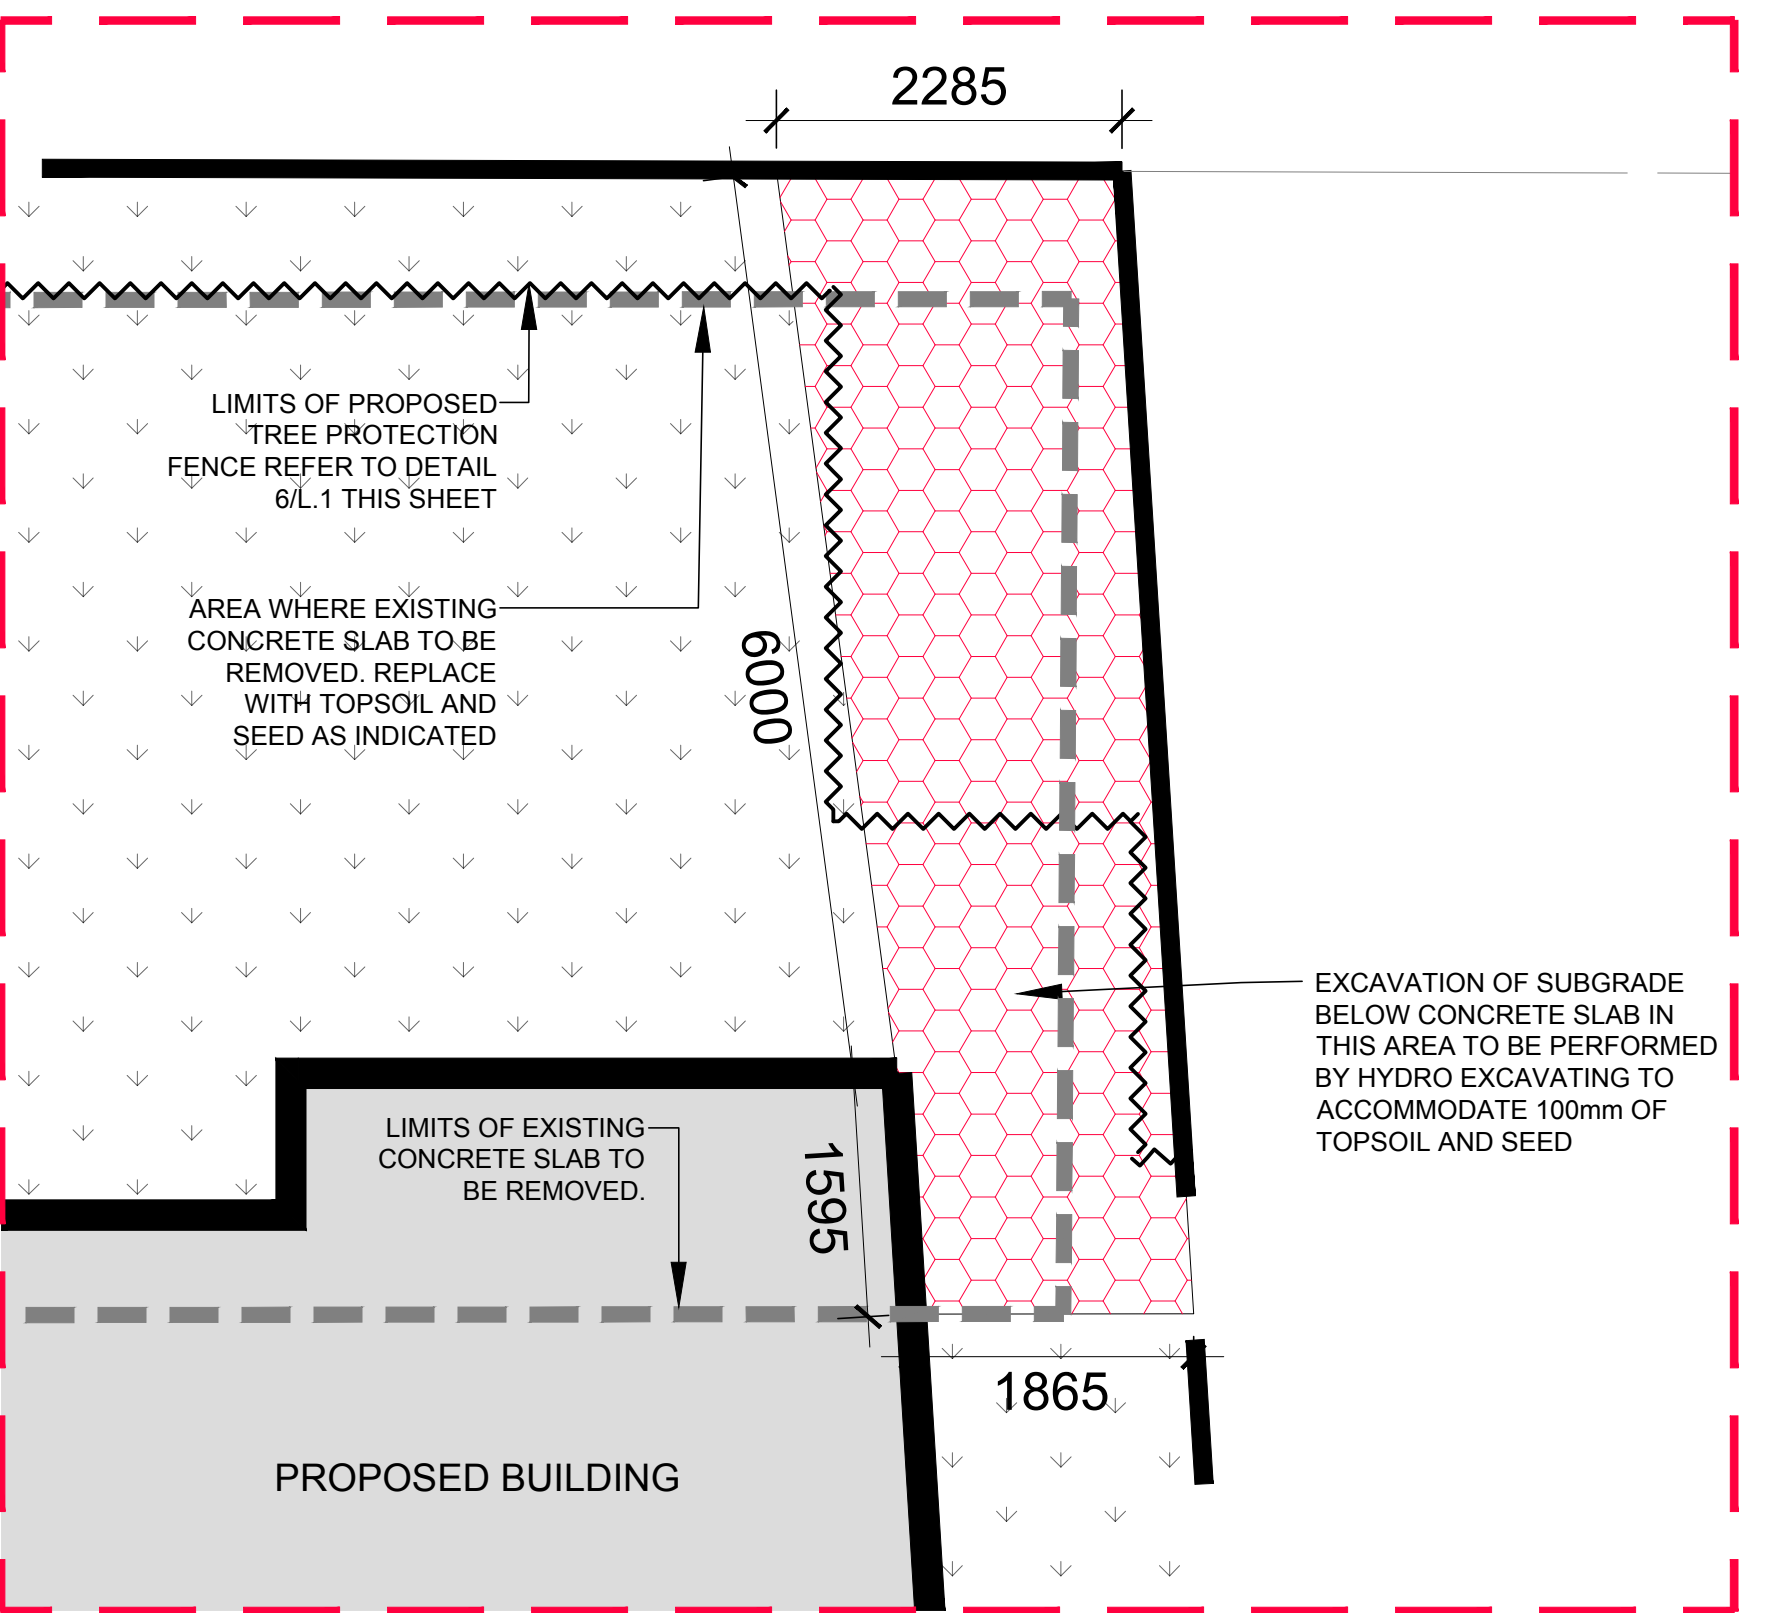 2285
LIMITS OF PROPOSED
TREE PROTECTION
FENCE REFER TO DETAIL
6/L.1 THIS SHEET
AREA WHERE EXISTING
CONCRETE SLAB TO BE
REMOVED. REPLACE
WITH TOPSOIL AND
SEED AS INDICATED
6000
EXCAVATION OF SUBGRADE
BELOW CONCRETE SLAB IN
THIS AREA TO BE PERFORMED
BY HYDRO EXCAVATING TO
ACCOMMODATE 100mm OF
TOPSOIL AND SEED
LIMITS OF EXISTING
CONCRETE SLAB TO
BE REMOVED.
1595
1865
PROPOSED BUILDING